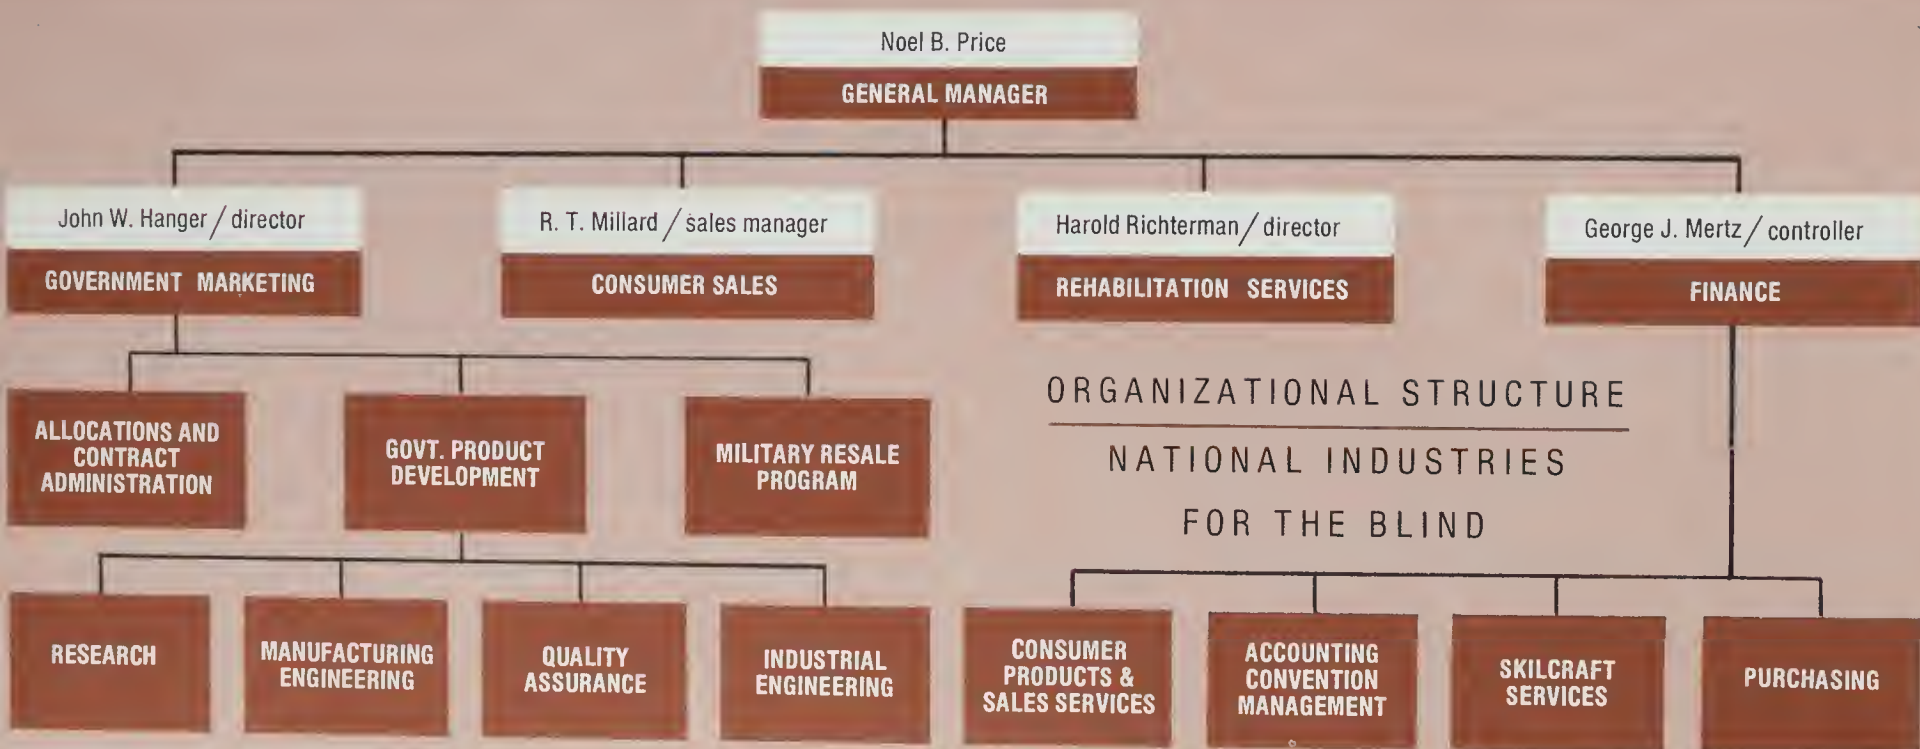 Noel B. Price
GENERAL MANAGER
John W. Hanger / director
GOVERNMENT MARKETING
R. T. Millard / sales manager
CONSUMER SALES
Harold Richterman / director
REHABILITATION SERVICES
George J. Mertz / controller
FINANCE
ALLOCATIONS AND
CONTRACT
ADMINISTRATION
GOVT. PRODUCT
DEVELOPMENT
MILITARY RESALE
PROGRAM
ORGANIZATIONAL STRUCTURE
NATIONAL INDUSTRIES
FOR THE BLIND
RESEARCH
MANUFACTURING
ENGINEERING
QUALITY
ASSURANCE
INDUSTRIAL
ENGINEERING
CONSUMER
PRODUCTS &
SALES SERVICES
ACCOUNTING
CONVENTION
MANAGEMENT
SKILCRAFT
SERVICES
PURCHASING